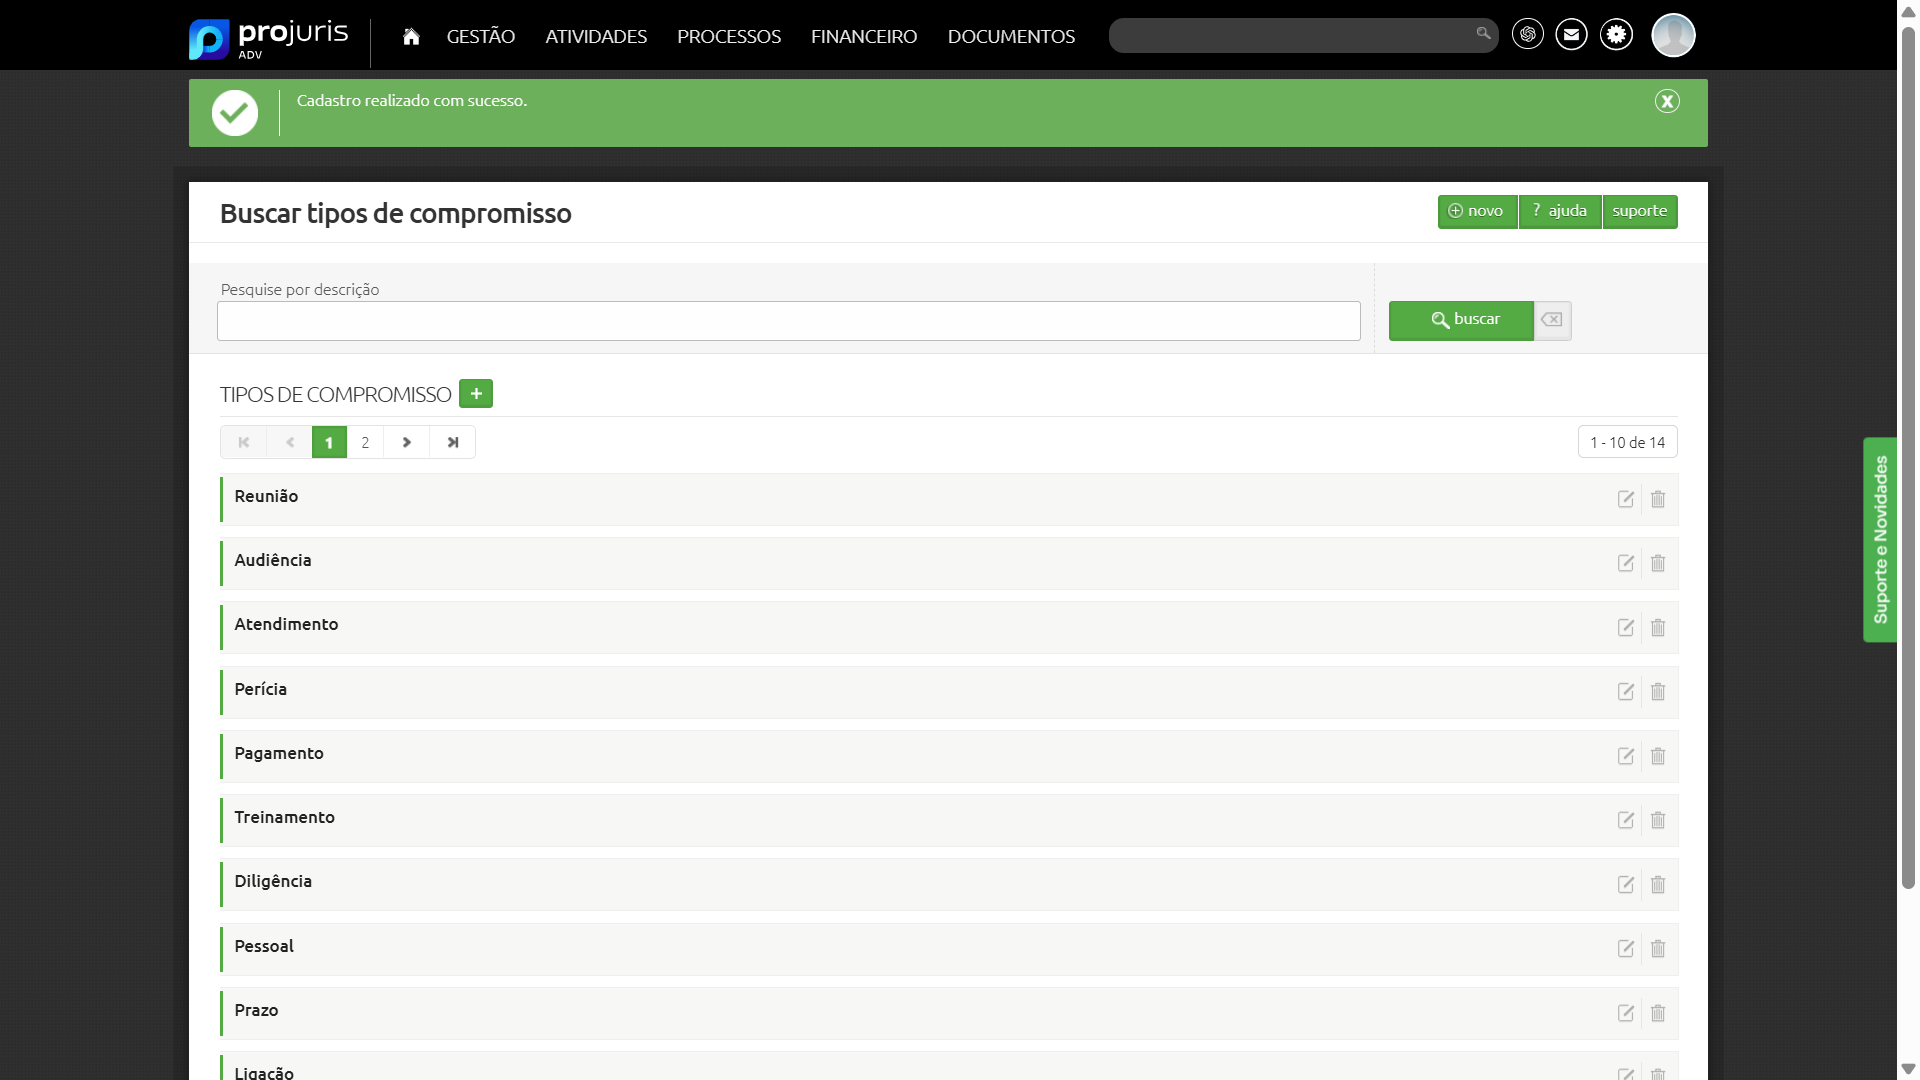 projuris
ADV
GESTÃO
ATIVIDADES
PROCESSOS
FINANCEIRO
DOCUMENTOS
Cadastro realizado com sucesso.
Buscar tipos de compromisso
novo
? ajuda
suporte
Pesquise por descrição
buscar
TIPOS DE COMPROMISSO
1
2
1 - 10 de 14
Reunião
Audiência
Atendimento
Perícia
Pagamento
Treinamento
Diligência
Pessoal
Prazo
Ligação
Suporte e Novidades